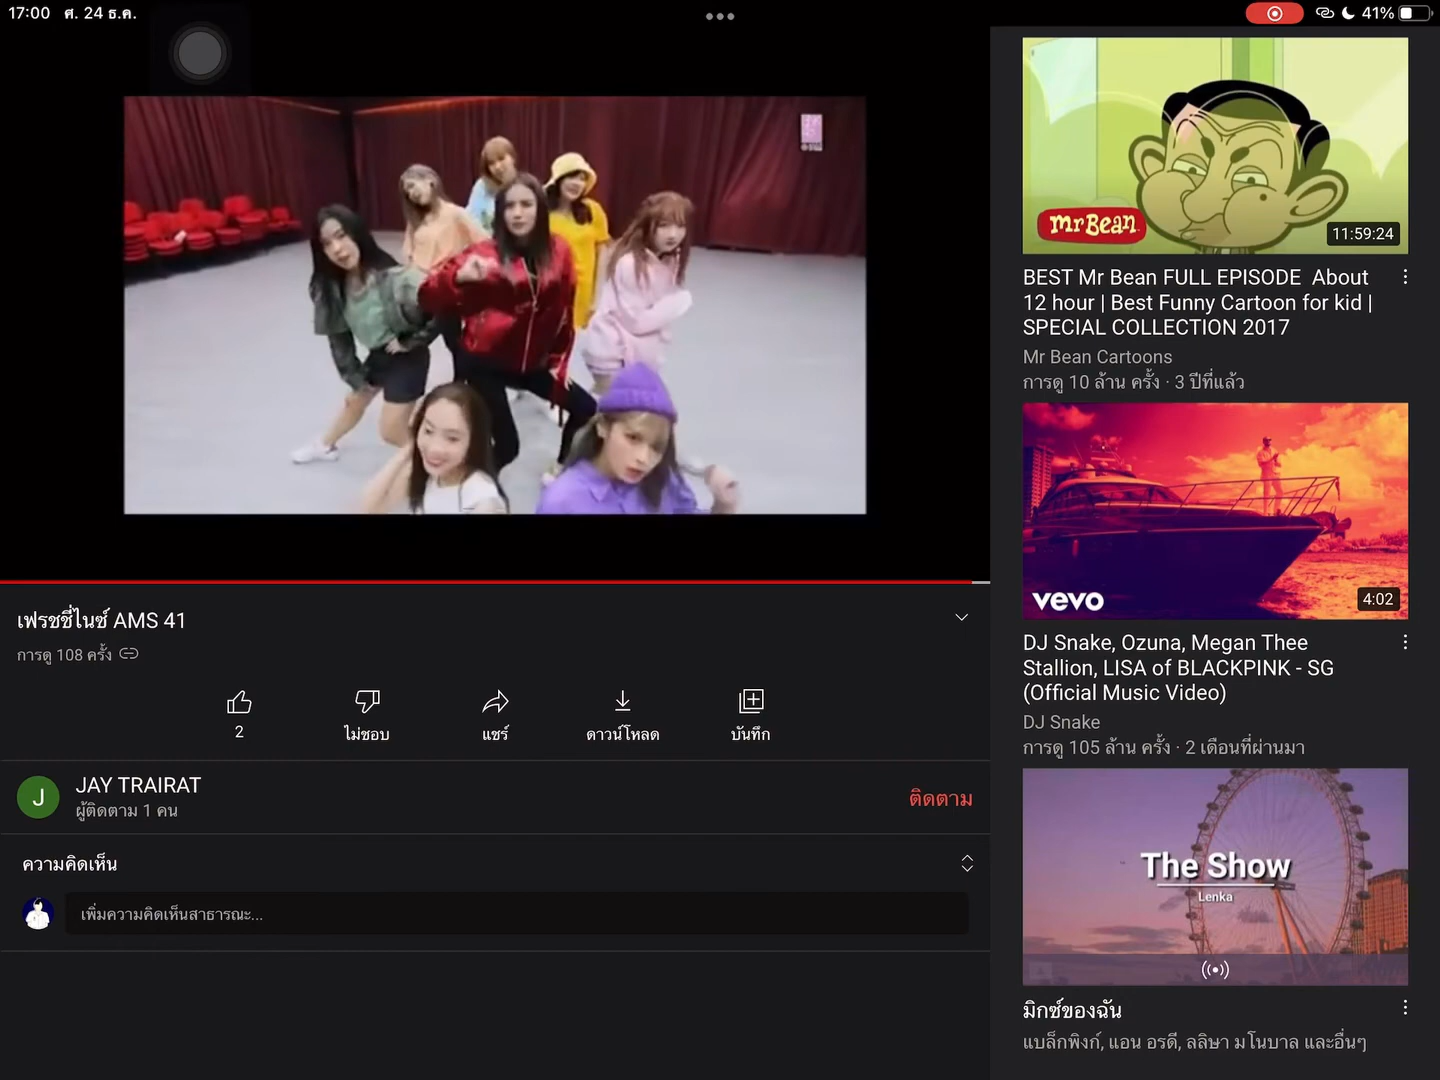 17:00 ศ. 24 ธ.ค.
41%
mr Bean
11:59:24
BEST Mr Bean FULL EPISODE About
12 hour | Best Funny Cartoon for kid |
SPECIAL COLLECTION 2017
Mr Bean Cartoons
การดู 10 ล้าน ครั้ง · 3 ปีที่แล้ว
vevo
4:02
DJ Snake, Ozuna, Megan Thee
Stallion, LISA of BLACKPINK - SG
(Official Music Video)
DJ Snake
การดู 105 ล้าน ครั้ง · 2 เดือนที่ผ่านมา
The Show
Lenka
มิกซ์ของฉัน
แบล็กพิงก์, แอน อรดี, ลลิษา มโนบาล และอื่นๆ
เฟรชชี่ไนซ์ AMS 41
การดู 108 ครั้ง
2
ไม่ชอบ
แชร์
ดาวน์โหลด
บันทึก
J
JAY TRAIRAT
ผู้ติดตาม 1 คน
ติดตาม
ความคิดเห็น
เพิ่มความคิดเห็นสาธารณะ...